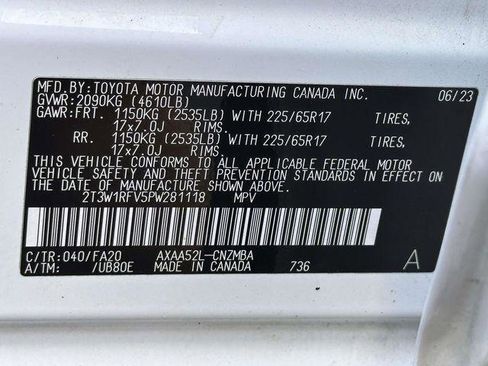 MFD.BY:TOYOTA MOTOR MANUFACTURING CANADA INC.
GVWR:2090KG (4610LB) 06/23
GAWR:FRT. 1150KG (2535LB) WITH 225/65R17 TIRES,
17x7.0J RIMS.
RR. 1150KG (2535LB) WITH 225/65R17 TIRES,
17x7.0J RIMS.
THIS VEHICLE CONFORMS TO ALL APPLICABLE FEDERAL MOTOR
VEHICLE SAFETY AND THEFT PREVENTION STANDARDS IN EFFECT
ON THE DATE OF MANUFACTURE SHOWN ABOVE.
2T3W1RFV5PW281118 MPV
C/TR:040/FA20 AXAA52L-CNZMBA
A/TM: /UB80E MADE IN CANADA 736 A